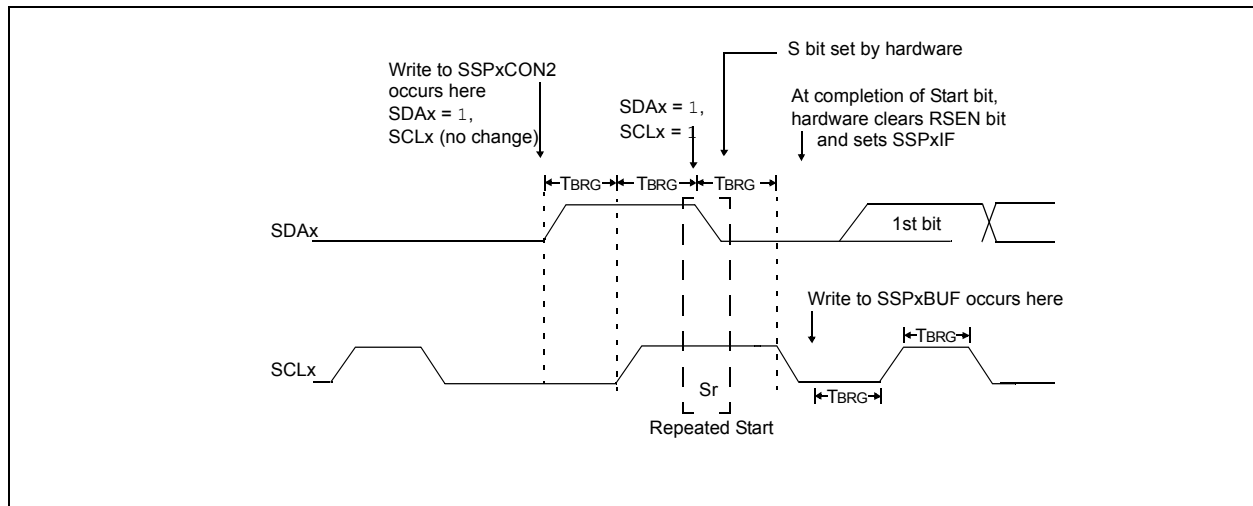 S bit set by hardware
Write to SSPxCON2
occurs here
SDAx = 1,
SCLx (no change)
SDAx = 1,
SCLx = 1
At completion of Start bit,
hardware clears RSEN bit
and sets SSPxIF
TBRG TBRG TBRG
SDAx
1st bit
Write to SSPxBUF occurs here
TBRG
SCLx
Sr
TBRG
Repeated Start